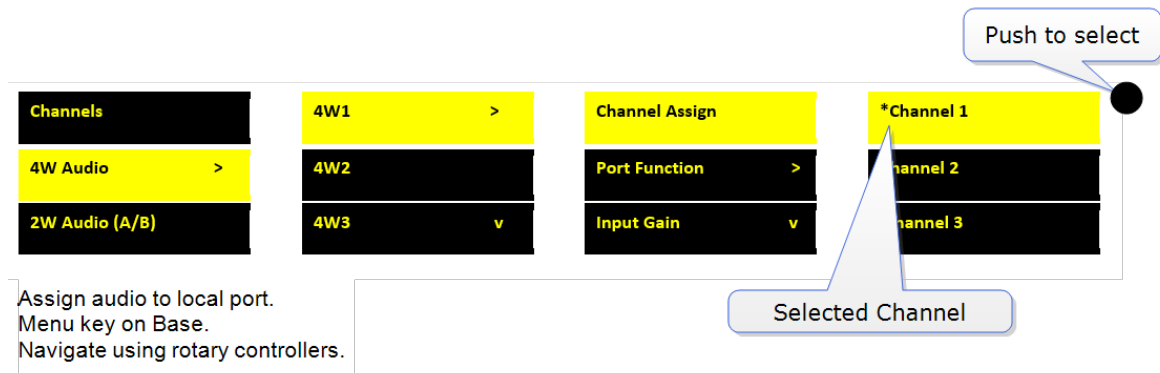 Push to select
Channels
4W1 >
Channel Assign
*Channel 1
4W Audio >
4W2
Port Function >
hannel 2
2W Audio (A/B)
4W3 v
Input Gain v
hannel 3
Selected Channel
Assign audio to local port.
Menu key on Base.
Navigate using rotary controllers.